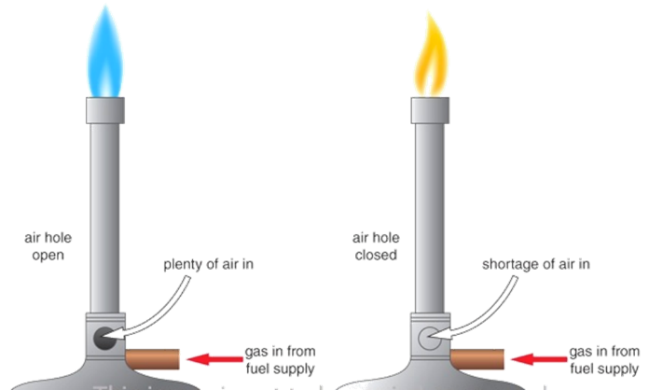 air hole
open
plenty of air in
gas in from
fuel supply
air hole
closed
shortage of air in
gas in from
fuel supply